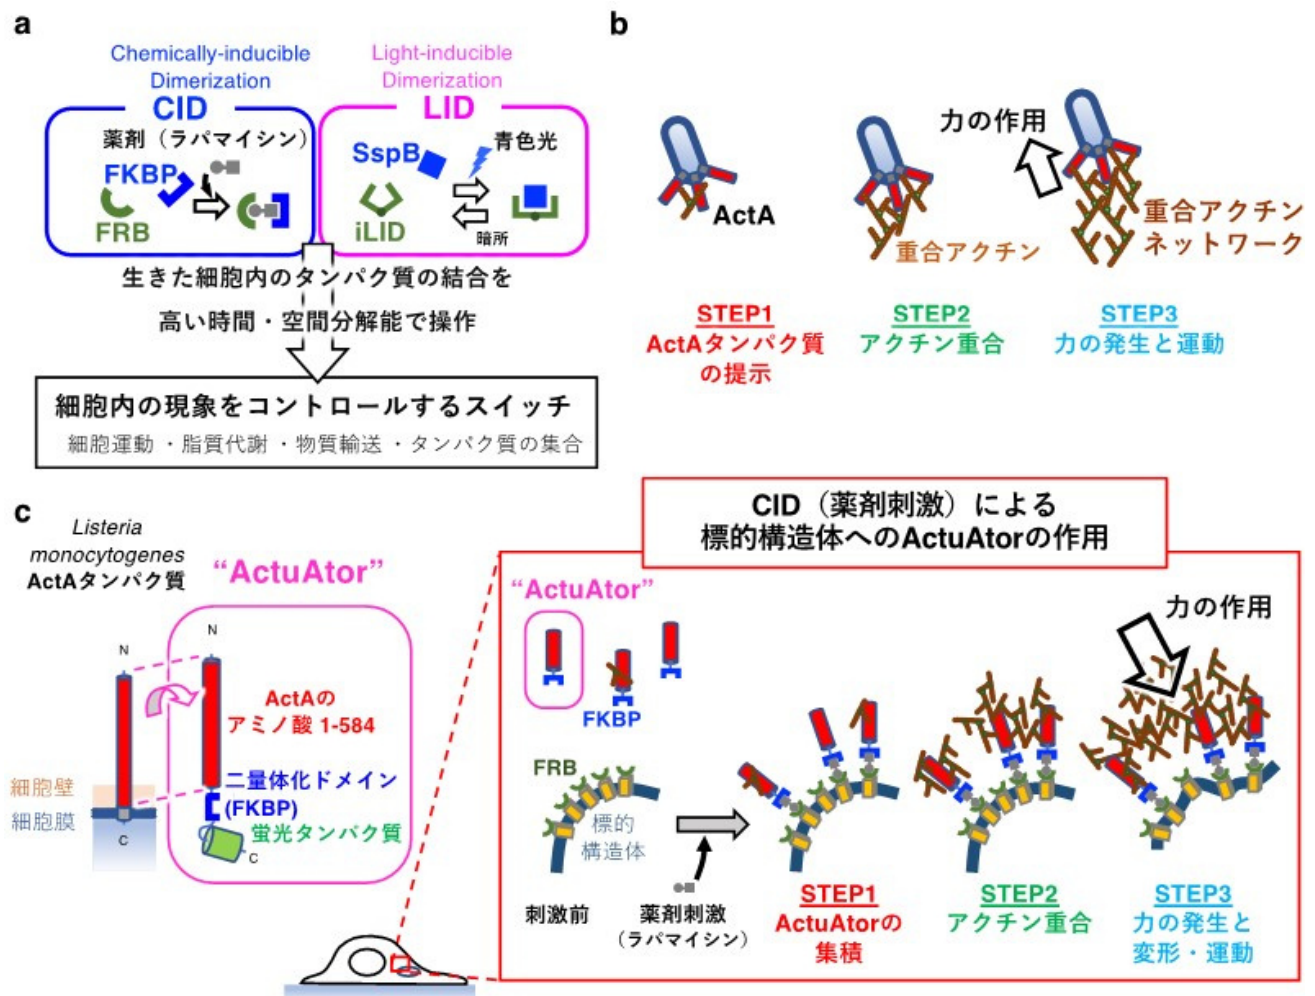 a
Chemically-inducible
Dimerization
CID
薬剤（ラパマイシン）
FKBP
FRB
Light-inducible
Dimerization
LID
SspB
青色光
iLID
暗所
生きた細胞内のタンパク質の結合を
高い時間・空間分解能で操作
細胞内の現象をコントロールするスイッチ
細胞運動・脂質代謝・物質輸送・タンパク質の集合
b
ActA
重合アクチン
力の作用
重合アクチン
ネットワーク
STEP1
ActAタンパク質
の提示
STEP2
アクチン重合
STEP3
力の発生と運動
c
Listeria
monocytogenes
ActAタンパク質
“ActuAtor”
N
N
ActAの
アミノ酸 1-584
二量体化ドメイン
(FKBP)
蛍光タンパク質
C
細胞壁
細胞膜
C
CID（薬剤刺激）による
標的構造体へのActuAtorの作用
“ActuAtor”
FKBP
FRB
標的
構造体
刺激前
薬剤刺激
（ラパマイシン）
力の作用
STEP1
ActuAtorの
集積
STEP2
アクチン重合
STEP3
力の発生と
変形・運動